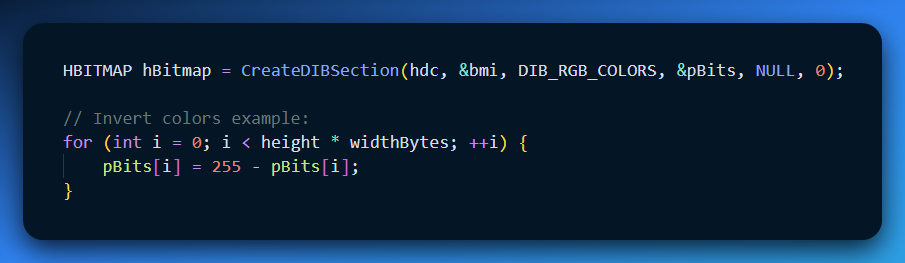 HBITMAP hBitmap = CreateDIBSection(hdc, &bmi, DIB_RGB_COLORS, &pBits, NULL, 0);
// Invert colors example:
for (int i = 0; i < height * widthBytes; ++i) {
    pBits[i] = 255 - pBits[i];
}